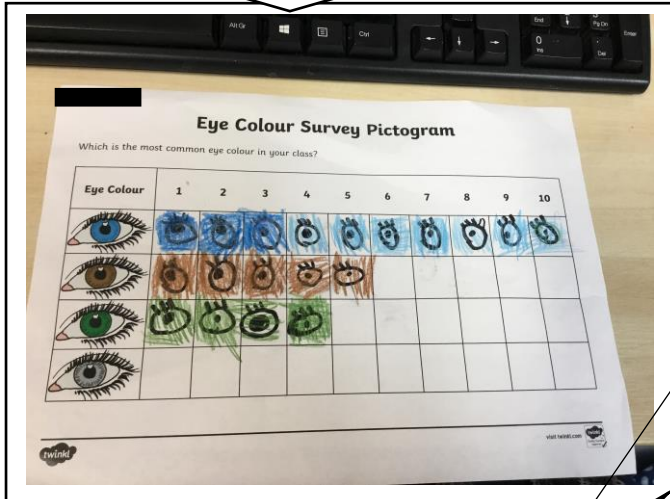 Alt Gr
Ctrl
End
Pg Dn
Enter
0
Ins
.
Del
Eye Colour Survey Pictogram
Which is the most common eye colour in your class?
Eye Colour 1 2 3 4 5 6 7 8 9 10
twinkl
visit twinkl.com
twinkl